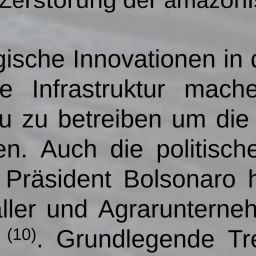 Zerstörung der amazonis
gische Innovationen in d
e Infrastruktur mache
u zu betreiben um die
en. Auch die politische
Präsident Bolsonaro h
aller und Agrarunterneh
(10). Grundlegende Tre